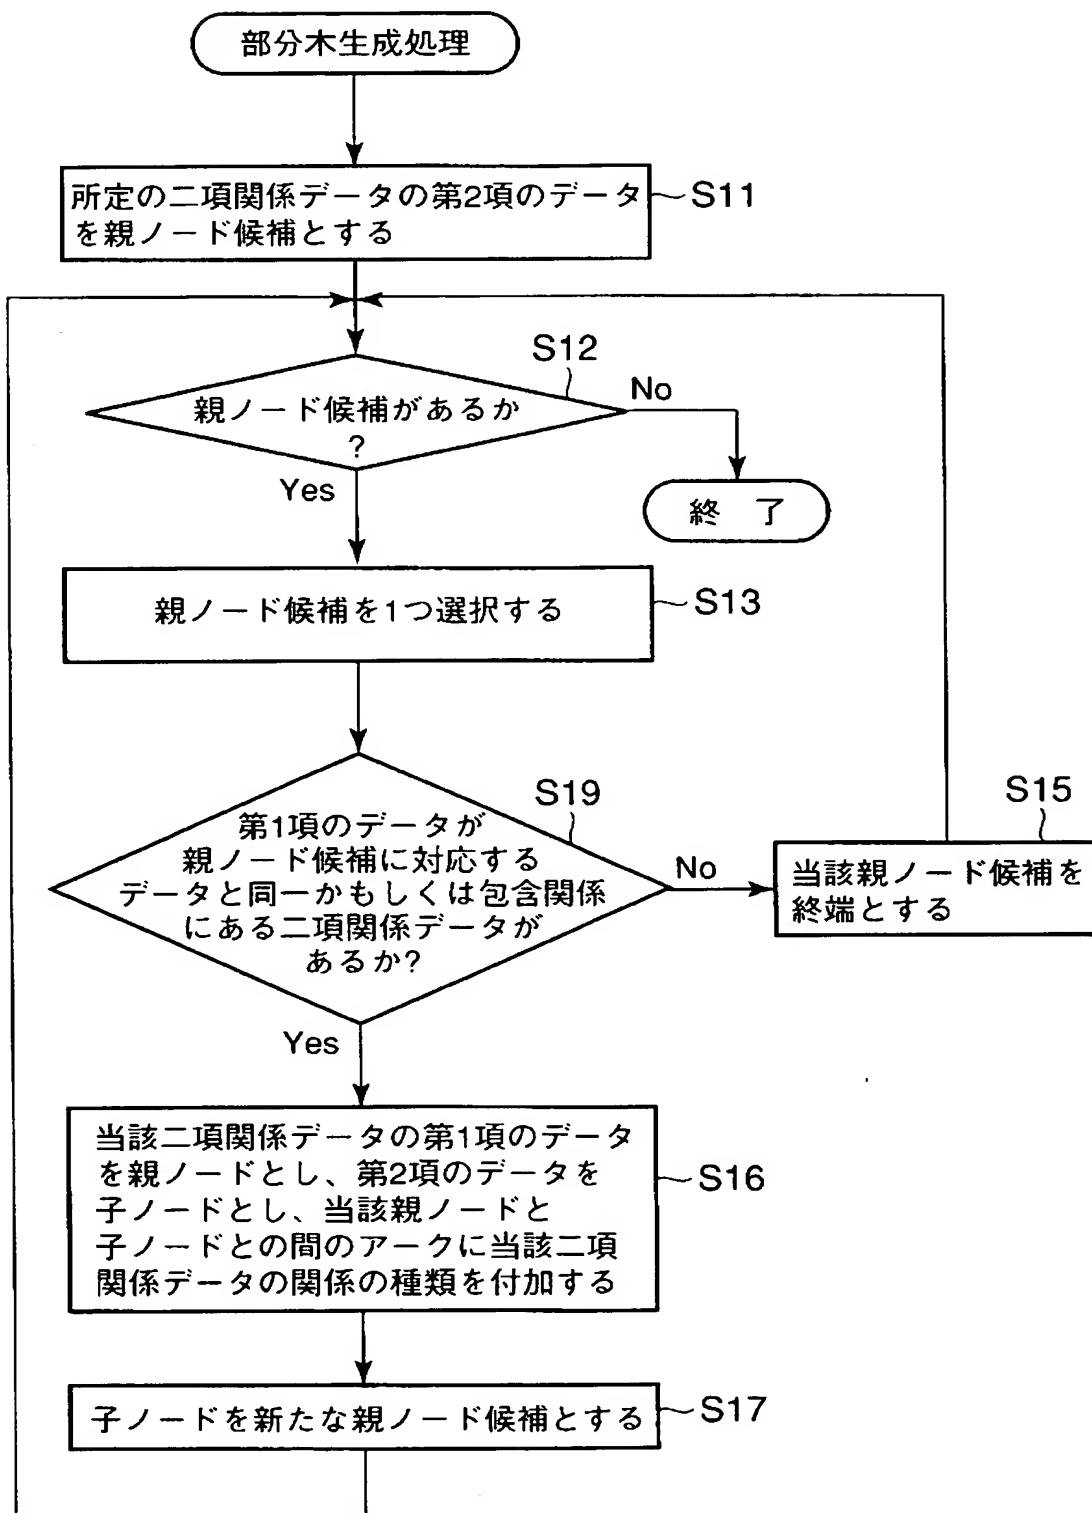 部分木生成処理
所定の二項関係データの第2項のデータ
を親ノード候補とする
S11
S12
親ノード候補があるか
?
No
Yes
終 了
親ノード候補を1つ選択する
S13
S19
第1項のデータが
親ノード候補に対応する
データと同一かもしくは包含関係
にある二項関係データが
あるか?
No
Yes
S15
当該親ノード候補を
終端とする
当該二項関係データの第1項のデータ
を親ノードとし、第2項のデータを
子ノードとし、当該親ノードと
子ノードとの間のアークに当該二項
関係データの関係の種類を付加する
S16
子ノードを新たな親ノード候補とする
S17